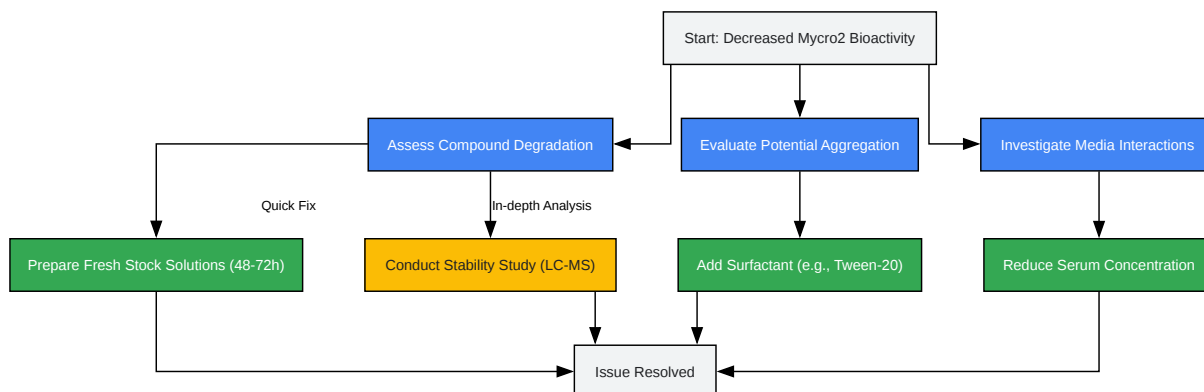 Start: Decreased Mycro2 Bioactivity
Assess Compound Degradation
Evaluate Potential Aggregation
Investigate Media Interactions
Quick Fix
In-depth Analysis
Prepare Fresh Stock Solutions (48-72h)
Conduct Stability Study (LC-MS)
Add Surfactant (e.g., Tween-20)
Reduce Serum Concentration
Issue Resolved